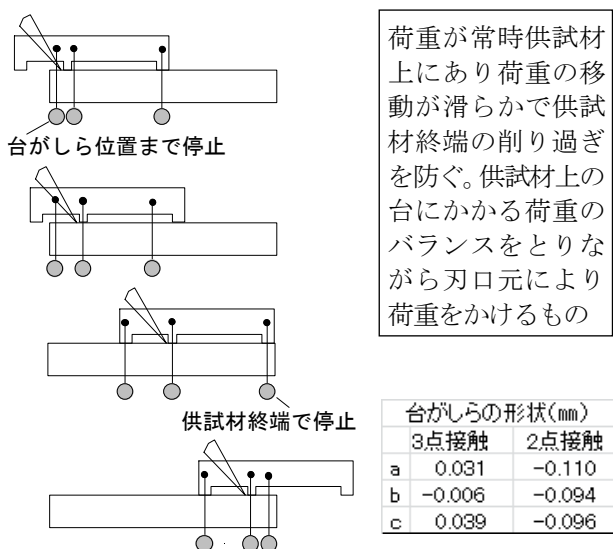 台がしら位置まで停止
供試材終端で停止
荷重が常時供試材
上にあり荷重の移
動が滑らかで供試
材終端の削り過ぎ
を防ぐ。供試材上の
台にかかる荷重の
バランスをとりな
がら刃口元により
荷重をかけるもの
台がしらの形状(㎜)
3点接触 2点接触
a 0.031 −0.110
b −0.006 −0.094
c 0.039 −0.096